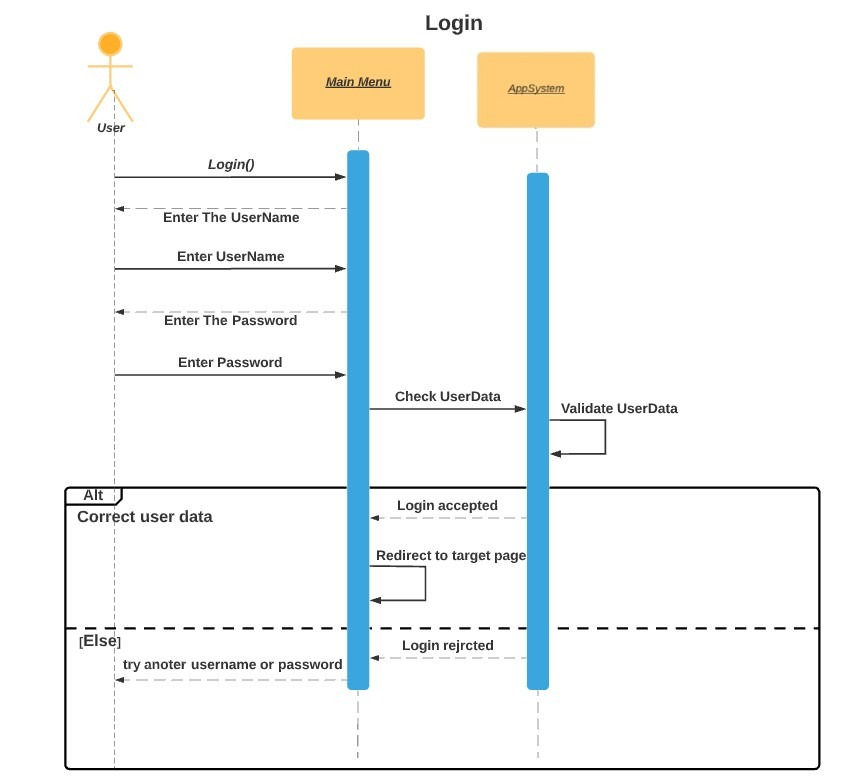 Login
Main Menu
AppSystem
User
Login()
Enter The UserName
Enter UserName
Enter The Password
Enter Password
Check UserData
Validate UserData
Alt
Correct user data
Login accepted
Redirect to target page
[Else]
Login rejrcted
try anoter username or password